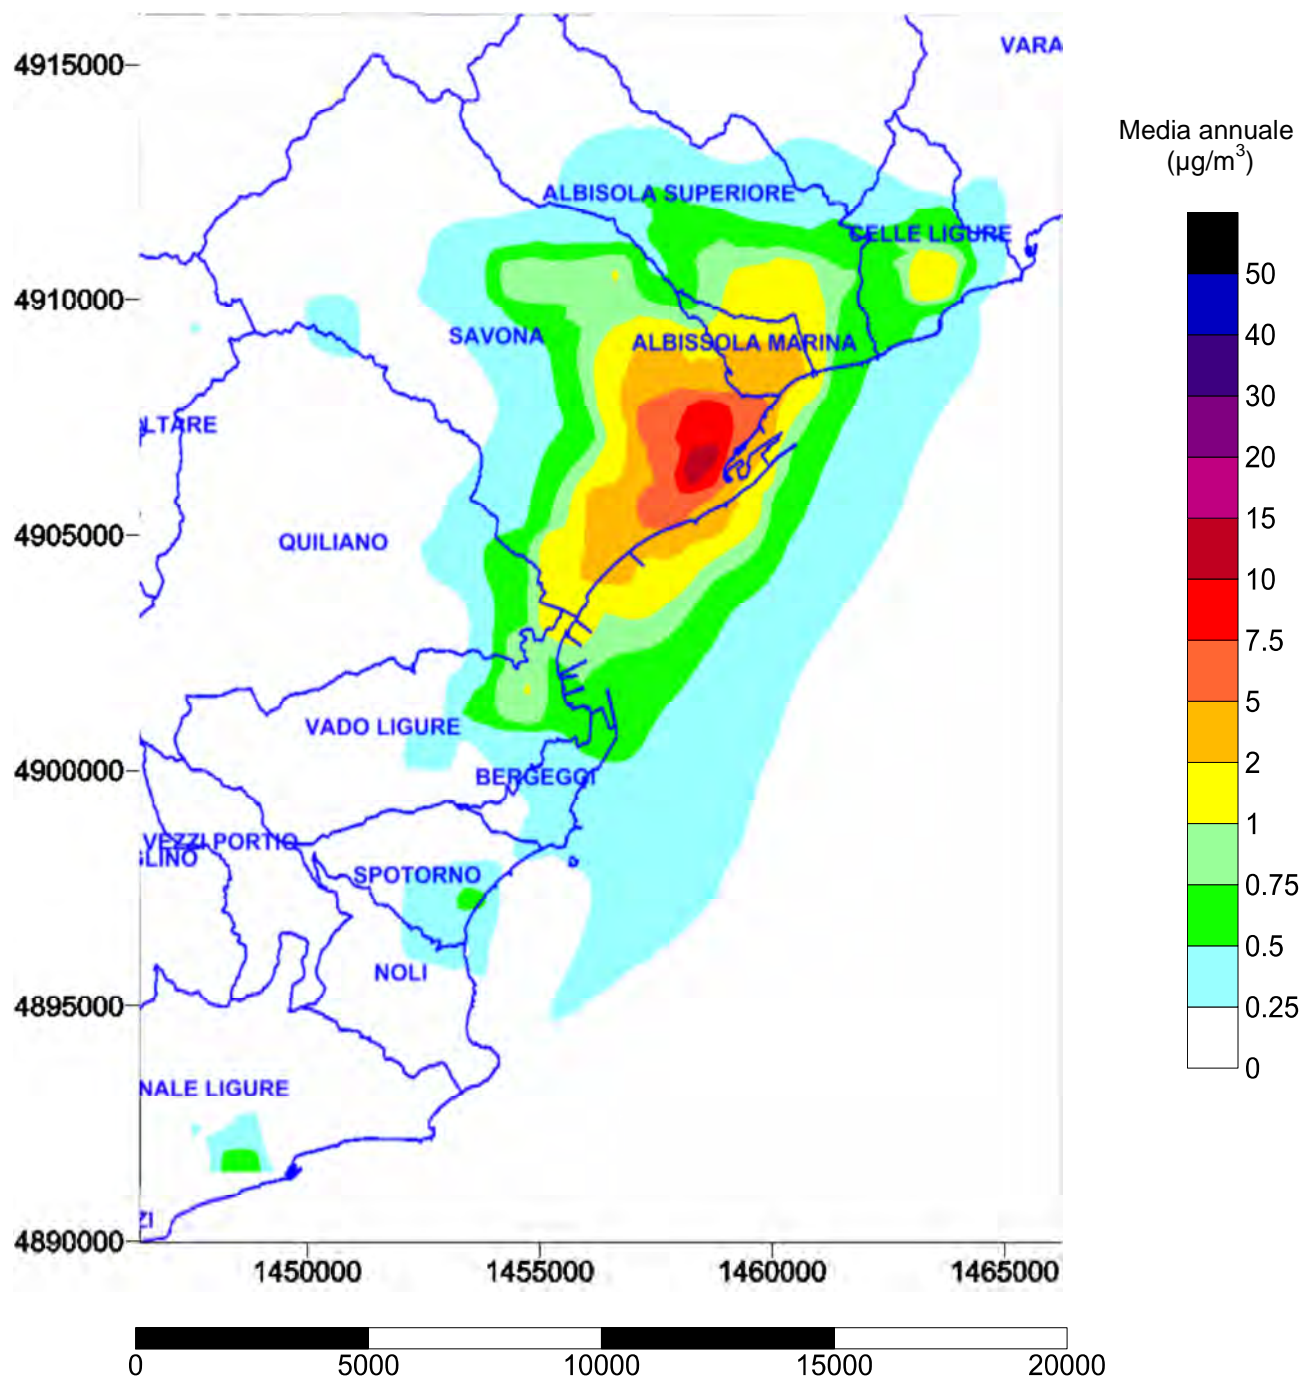 4915000
4910000
4905000
4900000
4895000
4890000
1450000
1455000
1460000
1465000
VARA
ALBISOLA SUPERIORE
CELLE LIGURE
SAVONA
ALBISSOLA MARINA
LTARE
QUILIANO
VADO LIGURE
BERGEGGI
VEZZI PORTIO
GLINO
SPOTORNO
NOLI
NALE LIGURE
ZI
Media annuale
(µg/m³)
50
40
30
20
15
10
7.5
5
2
1
0.75
0.5
0.25
0
0 5000 10000 15000 20000